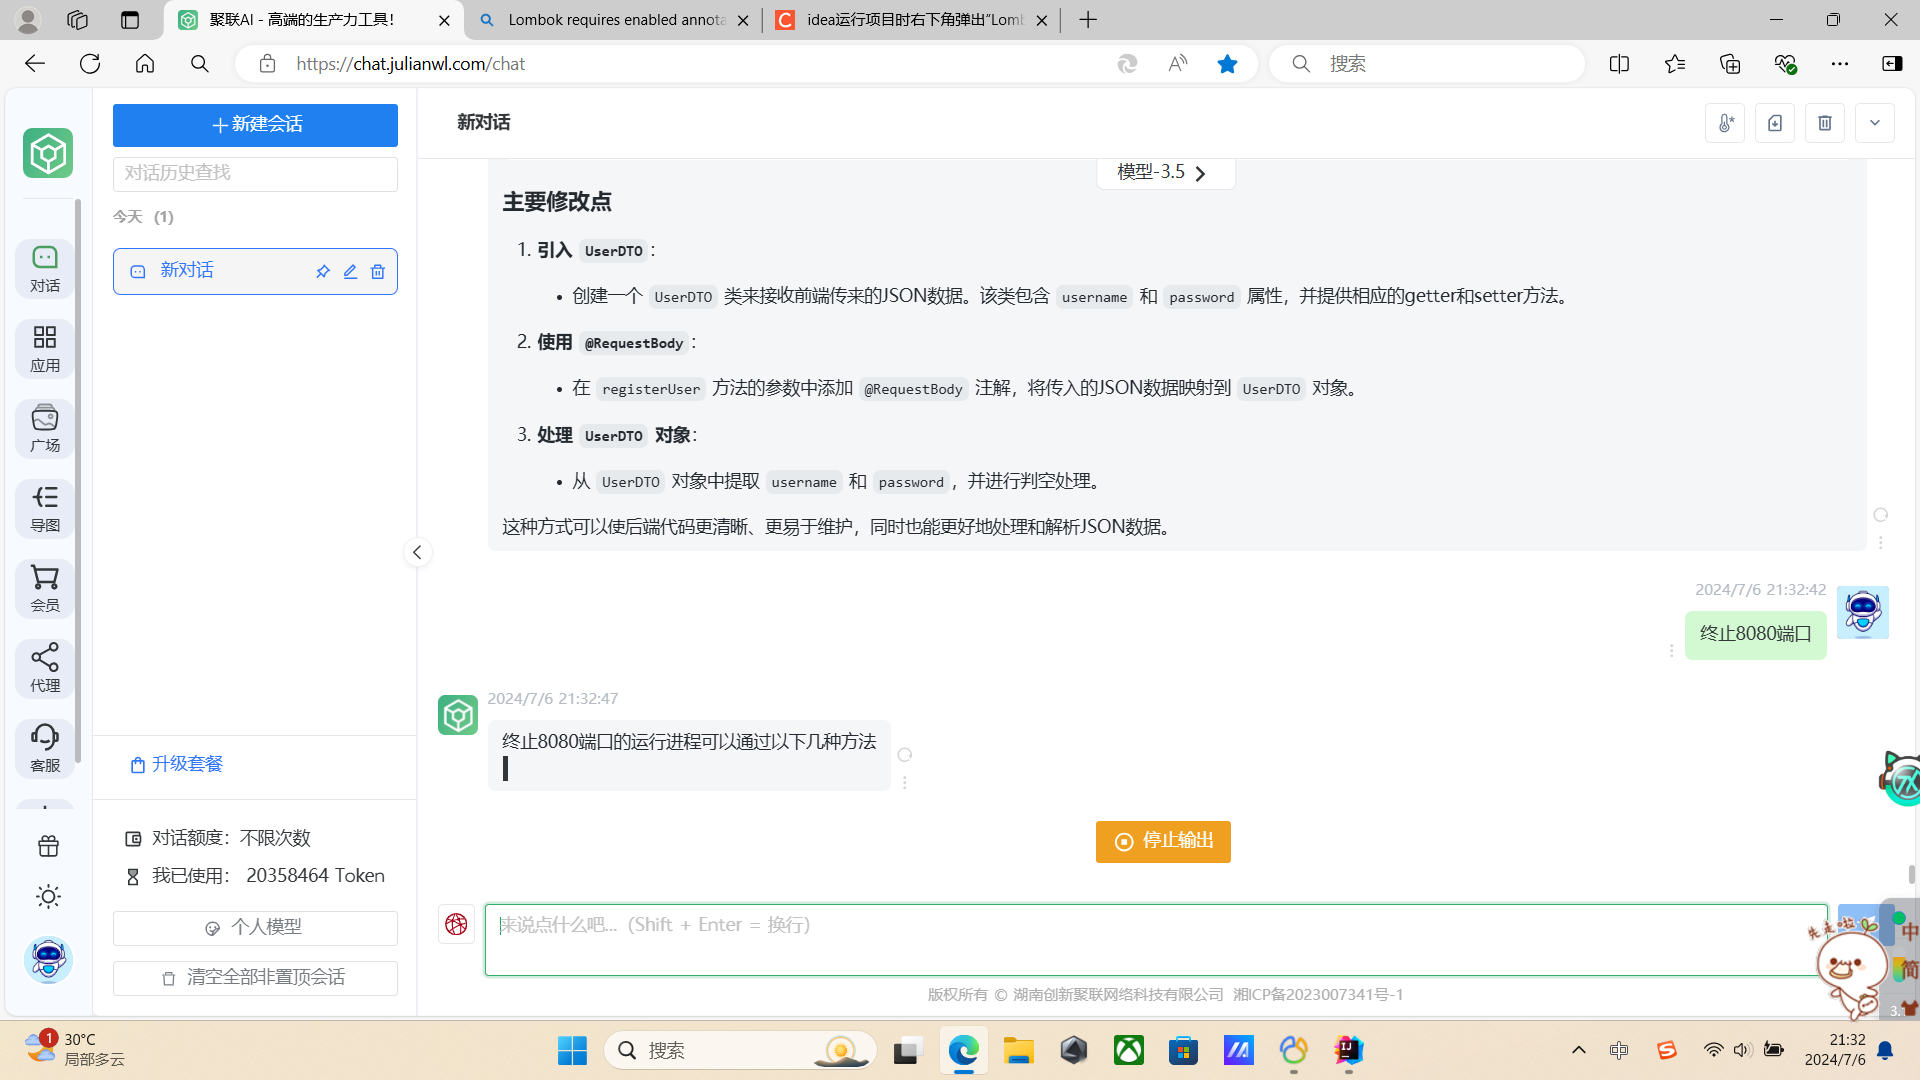 聚联AI - 高端的生产力工具!
Lombok requires enabled annota
idea运行项目时右下角弹出“Lomb
https://chat.julianwl.com/chat
搜索
新建会话
对话历史查找
今天 (1)
新对话
对话
应用
广场
导图
会员
代理
客服
升级套餐
对话额度：不限次数
我已使用： 20358464 Token
个人模型
清空全部非置顶会话
新对话
模型-3.5
主要修改点
1. 引入 UserDTO：
• 创建一个 UserDTO 类来接收前端传来的JSON数据。该类包含 username 和 password 属性，并提供相应的getter和setter方法。
2. 使用 @RequestBody：
• 在 registerUser 方法的参数中添加 @RequestBody 注解，将传入的JSON数据映射到 UserDTO 对象。
3. 处理 UserDTO 对象：
• 从 UserDTO 对象中提取 username 和 password，并进行判空处理。
这种方式可以使后端代码更清晰、更易于维护，同时也能更好地处理和解析JSON数据。
2024/7/6 21:32:42
终止8080端口
2024/7/6 21:32:47
终止8080端口的运行进程可以通过以下几种方法
停止输出
来说点什么吧...（Shift + Enter = 换行）
版权所有 © 湖南创新聚联网络科技有限公司 湘ICP备2023007341号-1
先走啦
中
简
3.
1
30°C
局部多云
搜索
中
21:32
2024/7/6